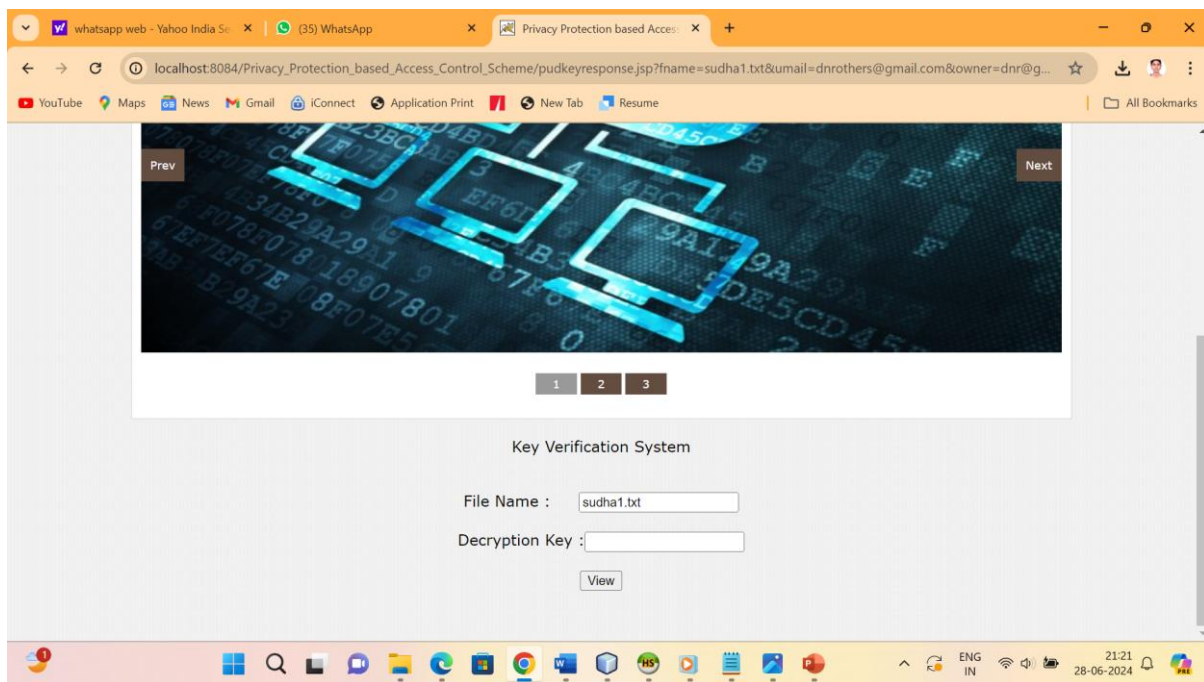 whatsapp web - Yahoo India Se
(35) WhatsApp
Privacy Protection based Access
localhost:8084/Privacy_Protection_based_Access_Control_Scheme/pudkeyresponse.jsp?fname=sudha1.txt&umail=dnrothers@gmail.com&owner=dnr@g...
YouTube Maps News Gmail iConnect Application Print New Tab Resume All Bookmarks
Prev
Next
1 2 3
Key Verification System
File Name : sudha1.txt
Decryption Key :
View
ENG
IN
21:21
28-06-2024